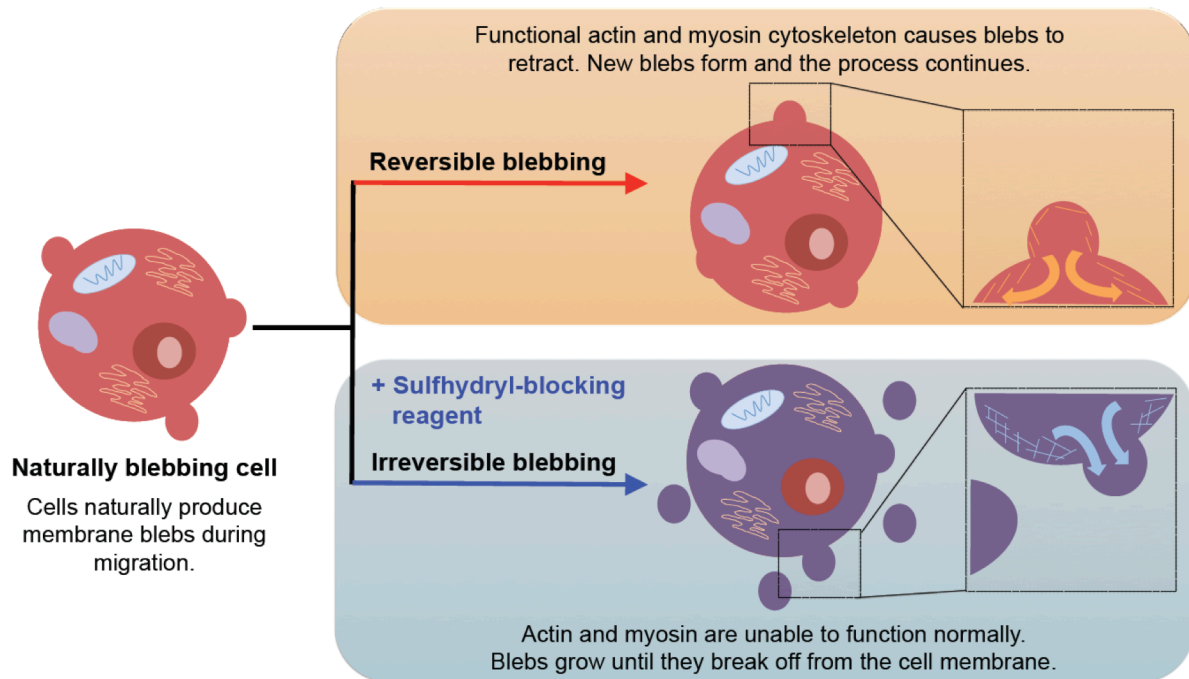 Functional actin and myosin cytoskeleton causes blebs to
retract. New blebs form and the process continues.
Reversible blebbing
Naturally blebbing cell
Cells naturally produce
membrane blebs during
migration.
+ Sulfhydryl-blocking
reagent
Irreversible blebbing
Actin and myosin are unable to function normally.
Blebs grow until they break off from the cell membrane.